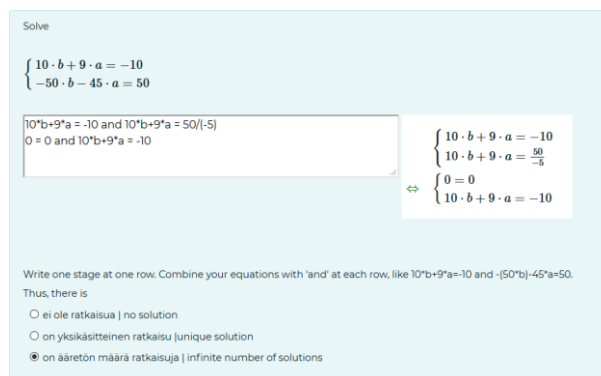 Solve
10 · b + 9 · a = −10
−50 · b − 45 · a = 50
10*b+9*a = -10 and 10*b+9*a = 50/(-5)
0 = 0 and 10*b+9*a = -10
10 · b + 9 · a = −10
10 · b + 9 · a = 50/−5
⇔ 0 = 0
10 · b + 9 · a = −10
Write one stage at one row. Combine your equations with 'and' at each row, like 10*b+9*a=-10 and -(50*b)-45*a=50.
Thus, there is
ei ole ratkaisua | no solution
on yksikäsitteinen ratkaisu |unique solution
on ääretön määrä ratkaisuja | infinite number of solutions